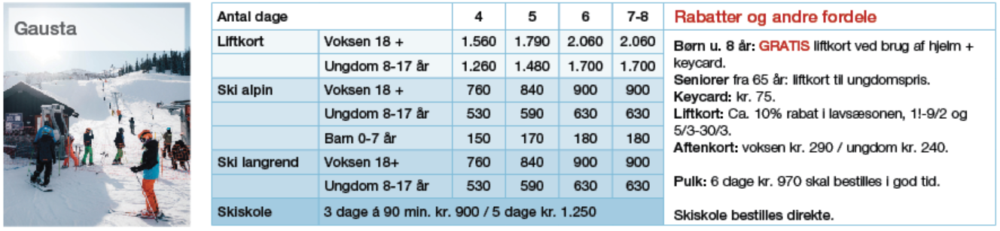 Gausta
Antal dage 4 5 6 7-8
Liftkort Voksen 18 + 1.560 1.790 2.060 2.060
Ungdom 8-17 år 1.260 1.480 1.700 1.700
Ski alpin Voksen 18 + 760 840 900 900
Ungdom 8-17 år 530 590 630 630
Barn 0-7 år 150 170 180 180
Ski langrend Voksen 18+ 760 840 900 900
Ungdom 8-17 år 530 590 630 630
Skiskole 3 dage á 90 min. kr. 900 / 5 dage kr. 1.250
Rabatter og andre fordele
Børn u. 8 år: GRATIS liftkort ved brug af hjelm +
keycard.
Seniorer fra 65 år: liftkort til ungdomspris.
Keycard: kr. 75.
Liftkort: Ca. 10% rabat i lavsæsonen, 1!-9/2 og
5/3-30/3.
Aftenkort: voksen kr. 290 / ungdom kr. 240.
Pulk: 6 dage kr. 970 skal bestilles i god tid.
Skiskole bestilles direkte.